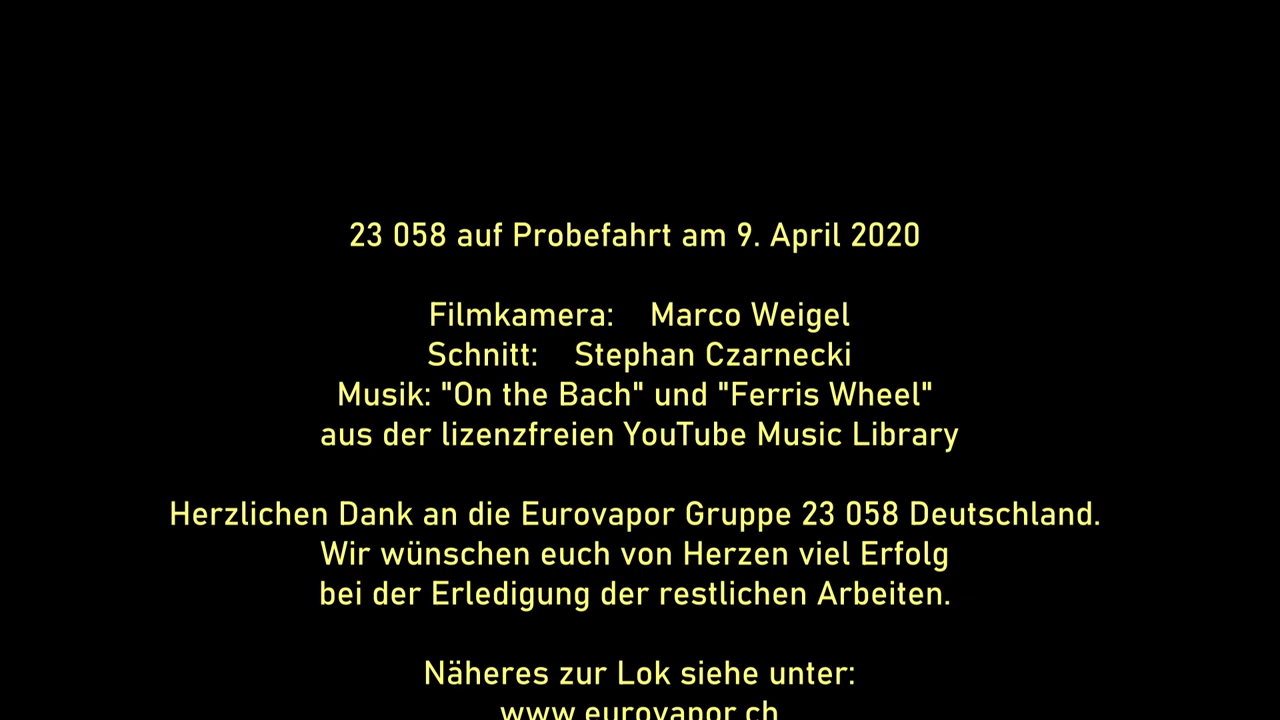 23 058 auf Probefahrt am 9. April 2020
Filmkamera: Marco Weigel
Schnitt: Stephan Czarnecki
Musik: "On the Bach" und "Ferris Wheel"
aus der lizenzfreien YouTube Music Library
Herzlichen Dank an die Eurovapor Gruppe 23 058 Deutschland.
Wir wünschen euch von Herzen viel Erfolg
bei der Erledigung der restlichen Arbeiten.
Näheres zur Lok siehe unter:
www.eurovapor.ch